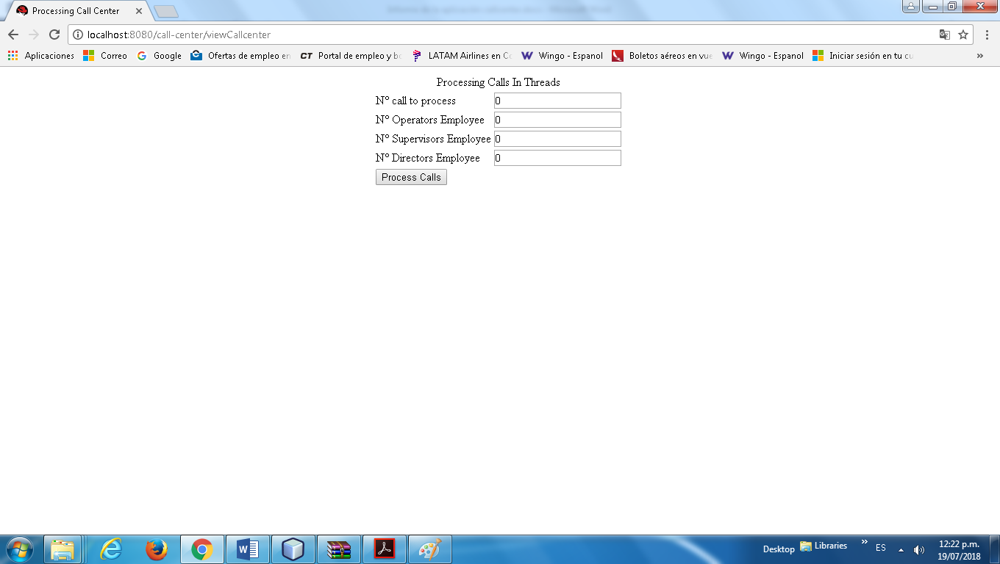 Processing Call Center
localhost:8080/call-center/viewCallcenter
Aplicaciones Correo Google Ofertas de empleo en CT Portal de empleo y bo LATAM Airlines en Co Wingo - Espanol Boletos aéreos en vue Wingo - Espanol Iniciar sesión en tu cu »
Processing Calls In Threads
N° call to process 0
N° Operators Employee 0
N° Supervisors Employee 0
N° Directors Employee 0
Process Calls
Desktop Libraries » ES 12:22 p.m.
19/07/2018